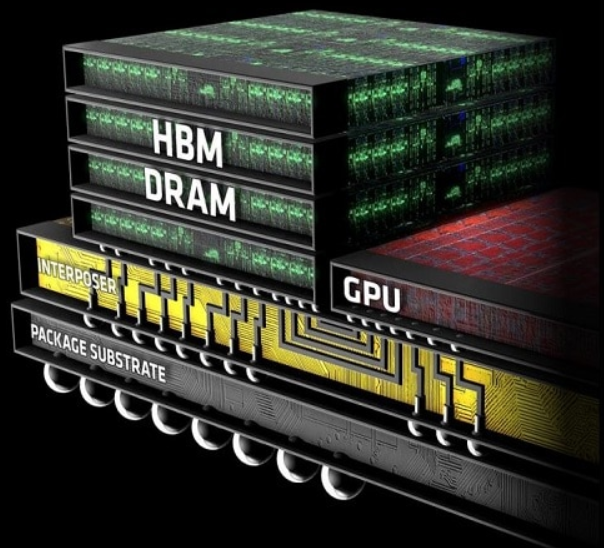 HBM
DRAM
INTERPOSER
GPU
PACKAGE SUBSTRATE